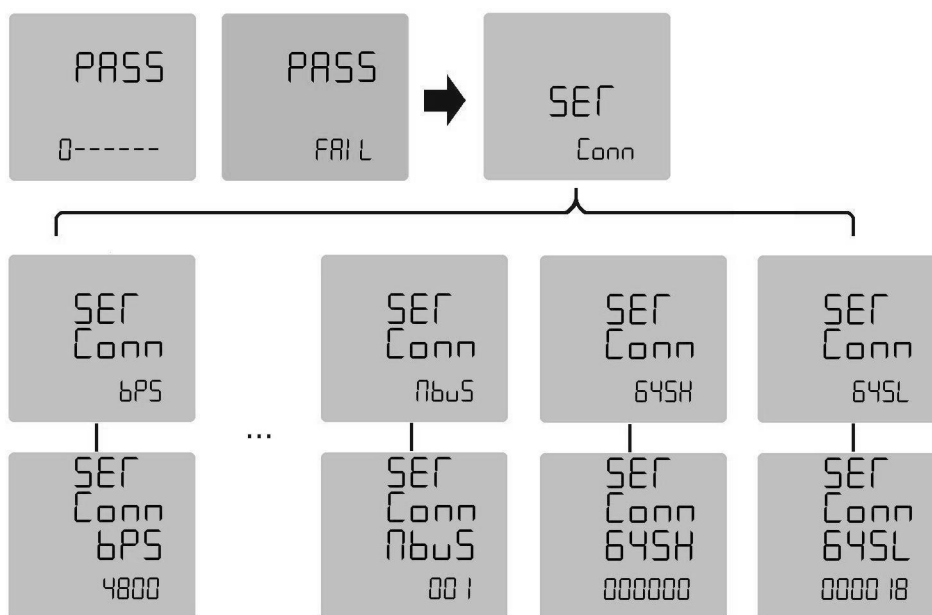 PASS
0------
PASS
FAIL
SET
Conn
SET
Conn
bPS
...
SET
Conn
MbuS
SET
Conn
645H
SET
Conn
645L
SET
Conn
bPS
4800
SET
Conn
MbuS
001
SET
Conn
645H
000000
SET
Conn
645L
000018